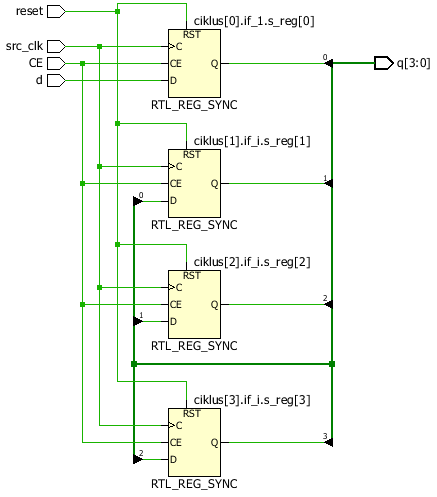 reset
ciklus[0].if_1.s_reg[0]
RST
src_clk
C
CE
CE
Q
0
q[3:0]
d
D
RTL_REG_SYNC
ciklus[1].if_i.s_reg[1]
RST
C
CE
Q
1
0
D
RTL_REG_SYNC
ciklus[2].if_i.s_reg[2]
RST
C
CE
Q
2
1
D
RTL_REG_SYNC
ciklus[3].if_i.s_reg[3]
RST
C
CE
Q
3
2
D
RTL_REG_SYNC